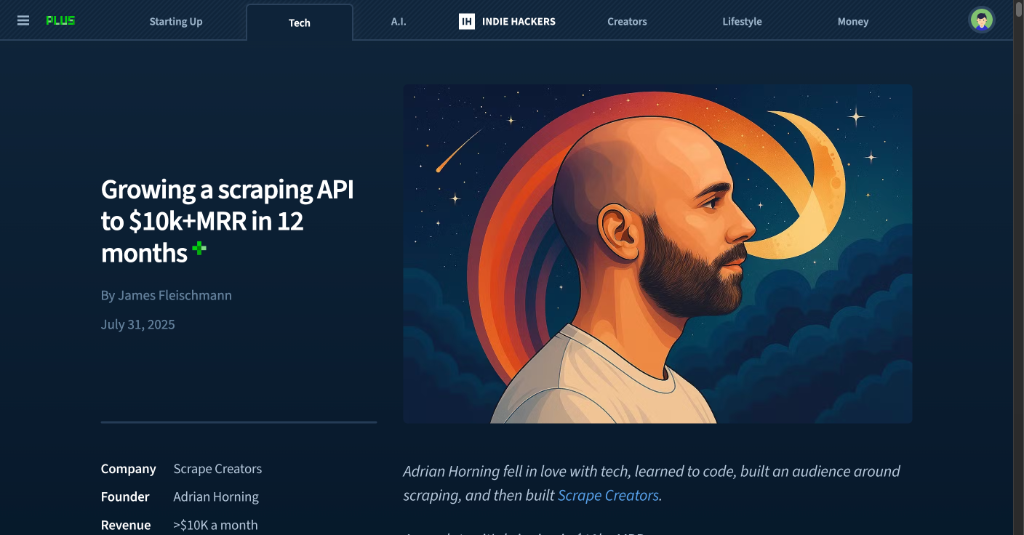 PLUS
Starting Up
Tech
A.I.
IH INDIE HACKERS
Creators
Lifestyle
Money
Growing a scraping API
to $10k+MRR in 12
months
By James Fleischmann
July 31, 2025
Company Scrape Creators
Founder Adrian Horning
Revenue >$10K a month
Adrian Horning fell in love with tech, learned to code, built an audience around
scraping, and then built Scrape Creators.